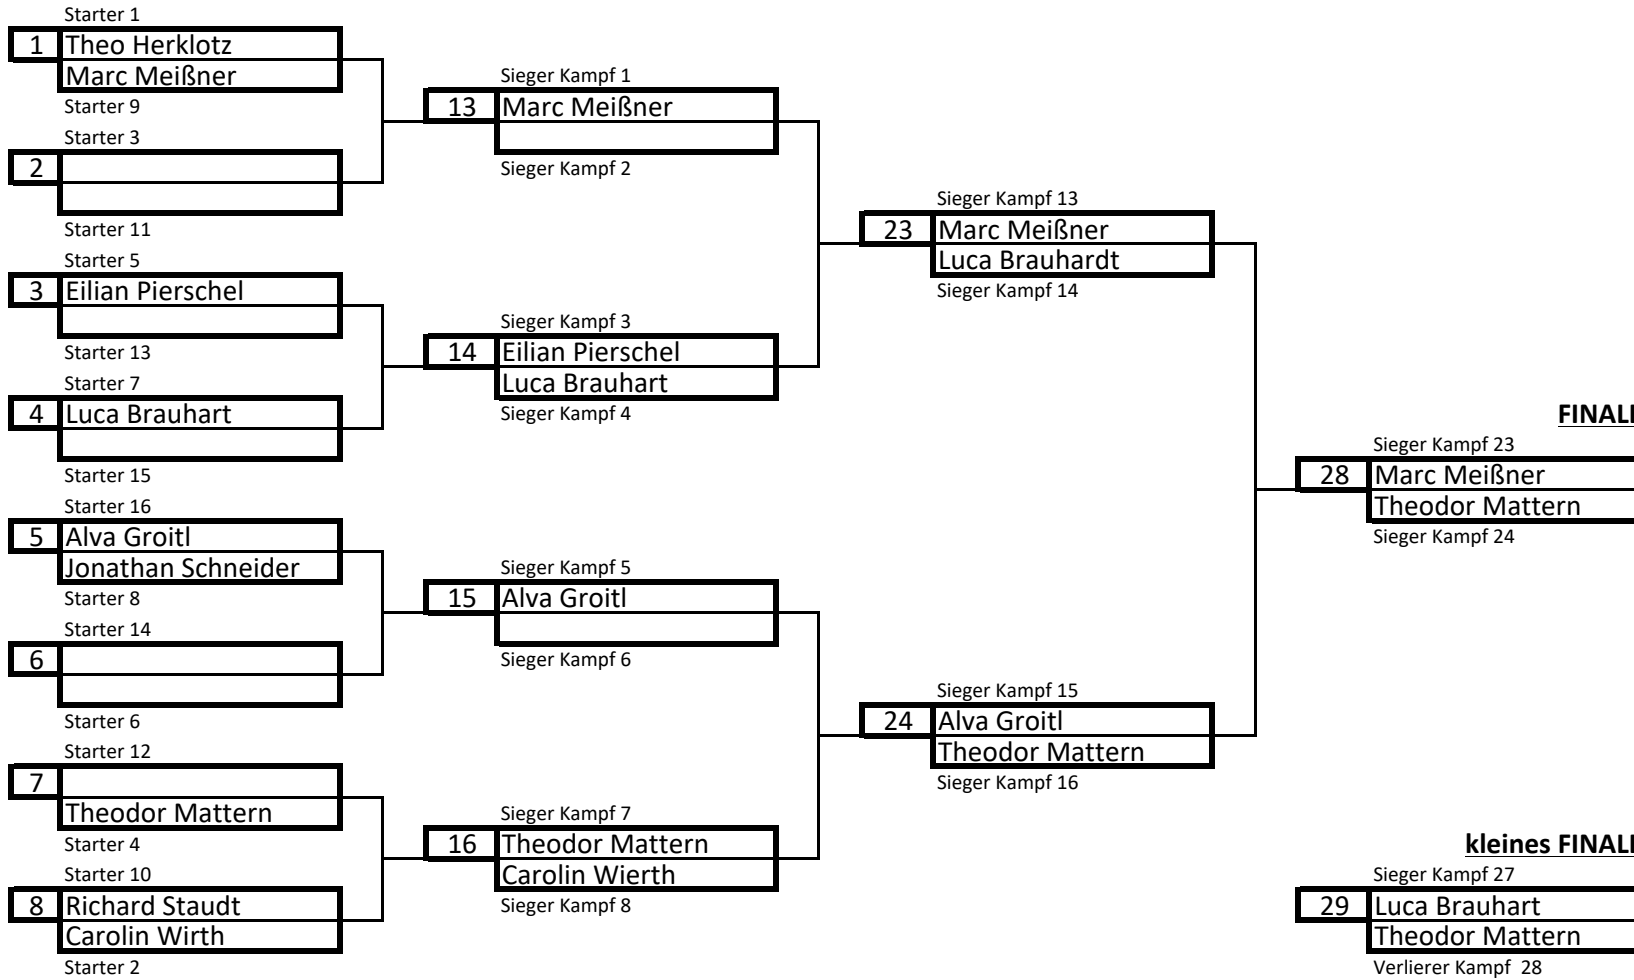 Starter 1
1 Theo Herklotz
Marc Meißner
Starter 9
Starter 3
2
Starter 11
Starter 5
3 Eilian Pierschel
Starter 13
Starter 7
4 Luca Brauhart
Starter 15
Starter 16
5 Alva Groitl
Jonathan Schneider
Starter 8
Starter 14
6
Starter 6
Starter 12
7
Theodor Mattern
Starter 4
Starter 10
8 Richard Staudt
Carolin Wirth
Starter 2
Sieger Kampf 1
13 Marc Meißner
Sieger Kampf 2
Sieger Kampf 3
14 Eilian Pierschel
Luca Brauhart
Sieger Kampf 4
Sieger Kampf 5
15 Alva Groitl
Sieger Kampf 6
Sieger Kampf 7
16 Theodor Mattern
Carolin Wierth
Sieger Kampf 8
Sieger Kampf 13
23 Marc Meißner
Luca Brauhardt
Sieger Kampf 14
Sieger Kampf 15
24 Alva Groitl
Theodor Mattern
Sieger Kampf 16
FINALE
Sieger Kampf 23
28 Marc Meißner
Theodor Mattern
Sieger Kampf 24
kleines FINALE
Sieger Kampf 27
29 Luca Brauhart
Theodor Mattern
Verlierer Kampf 28